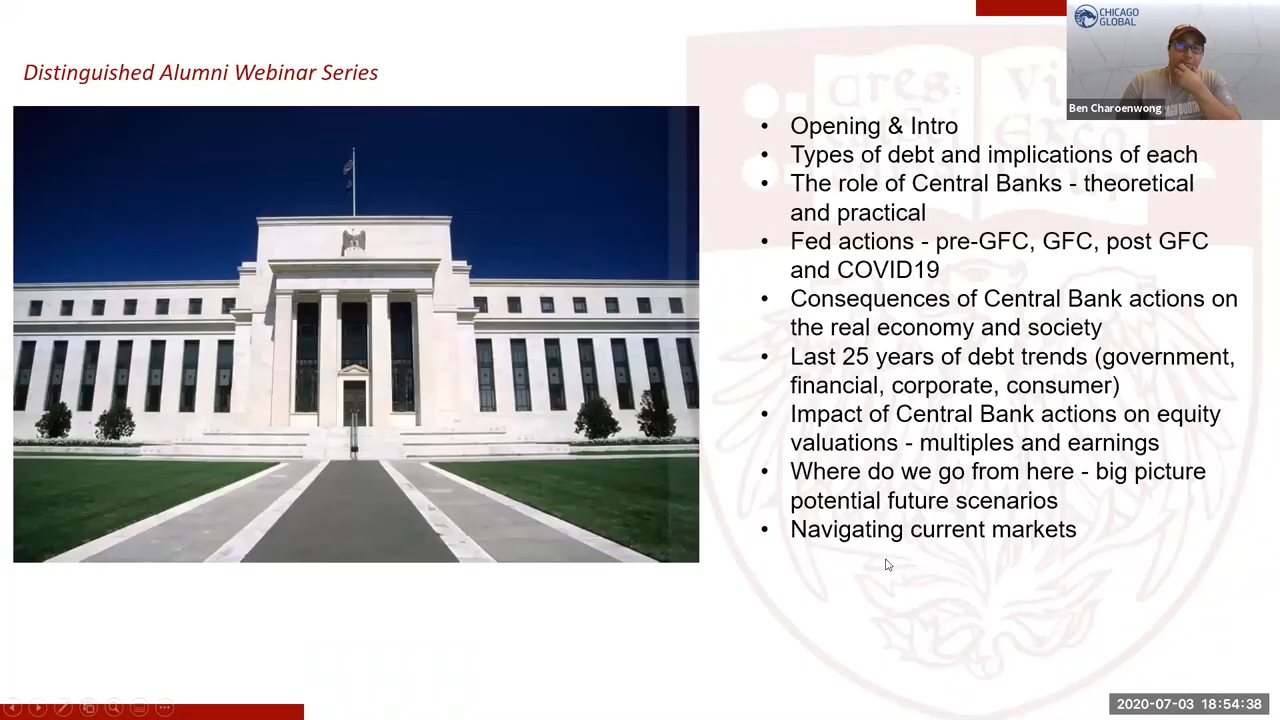 CHICAGO
GLOBAL
Ben Charoenwong
Distinguished Alumni Webinar Series
• Opening & Intro
• Types of debt and implications of each
• The role of Central Banks - theoretical
and practical
• Fed actions - pre-GFC, GFC, post GFC
and COVID19
• Consequences of Central Bank actions on
the real economy and society
• Last 25 years of debt trends (government,
financial, corporate, consumer)
• Impact of Central Bank actions on equity
valuations - multiples and earnings
• Where do we go from here - big picture
potential future scenarios
• Navigating current markets
2020-07-03 18:54:38